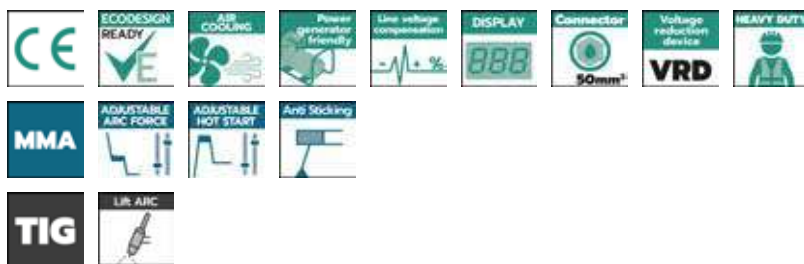 CE
ECODESIGN
READY
E
AIR
COOLING
Power
generator
friendly
Line voltage
compensation
- + %
DISPLAY
888
Connector
50mm²
Voltage
reduction
device
VRD
HEAVY DUTY
MMA
ADJUSTABLE
ARC FORCE
ADJUSTABLE
HOT START
Anti Sticking
TIG
Lift ARC